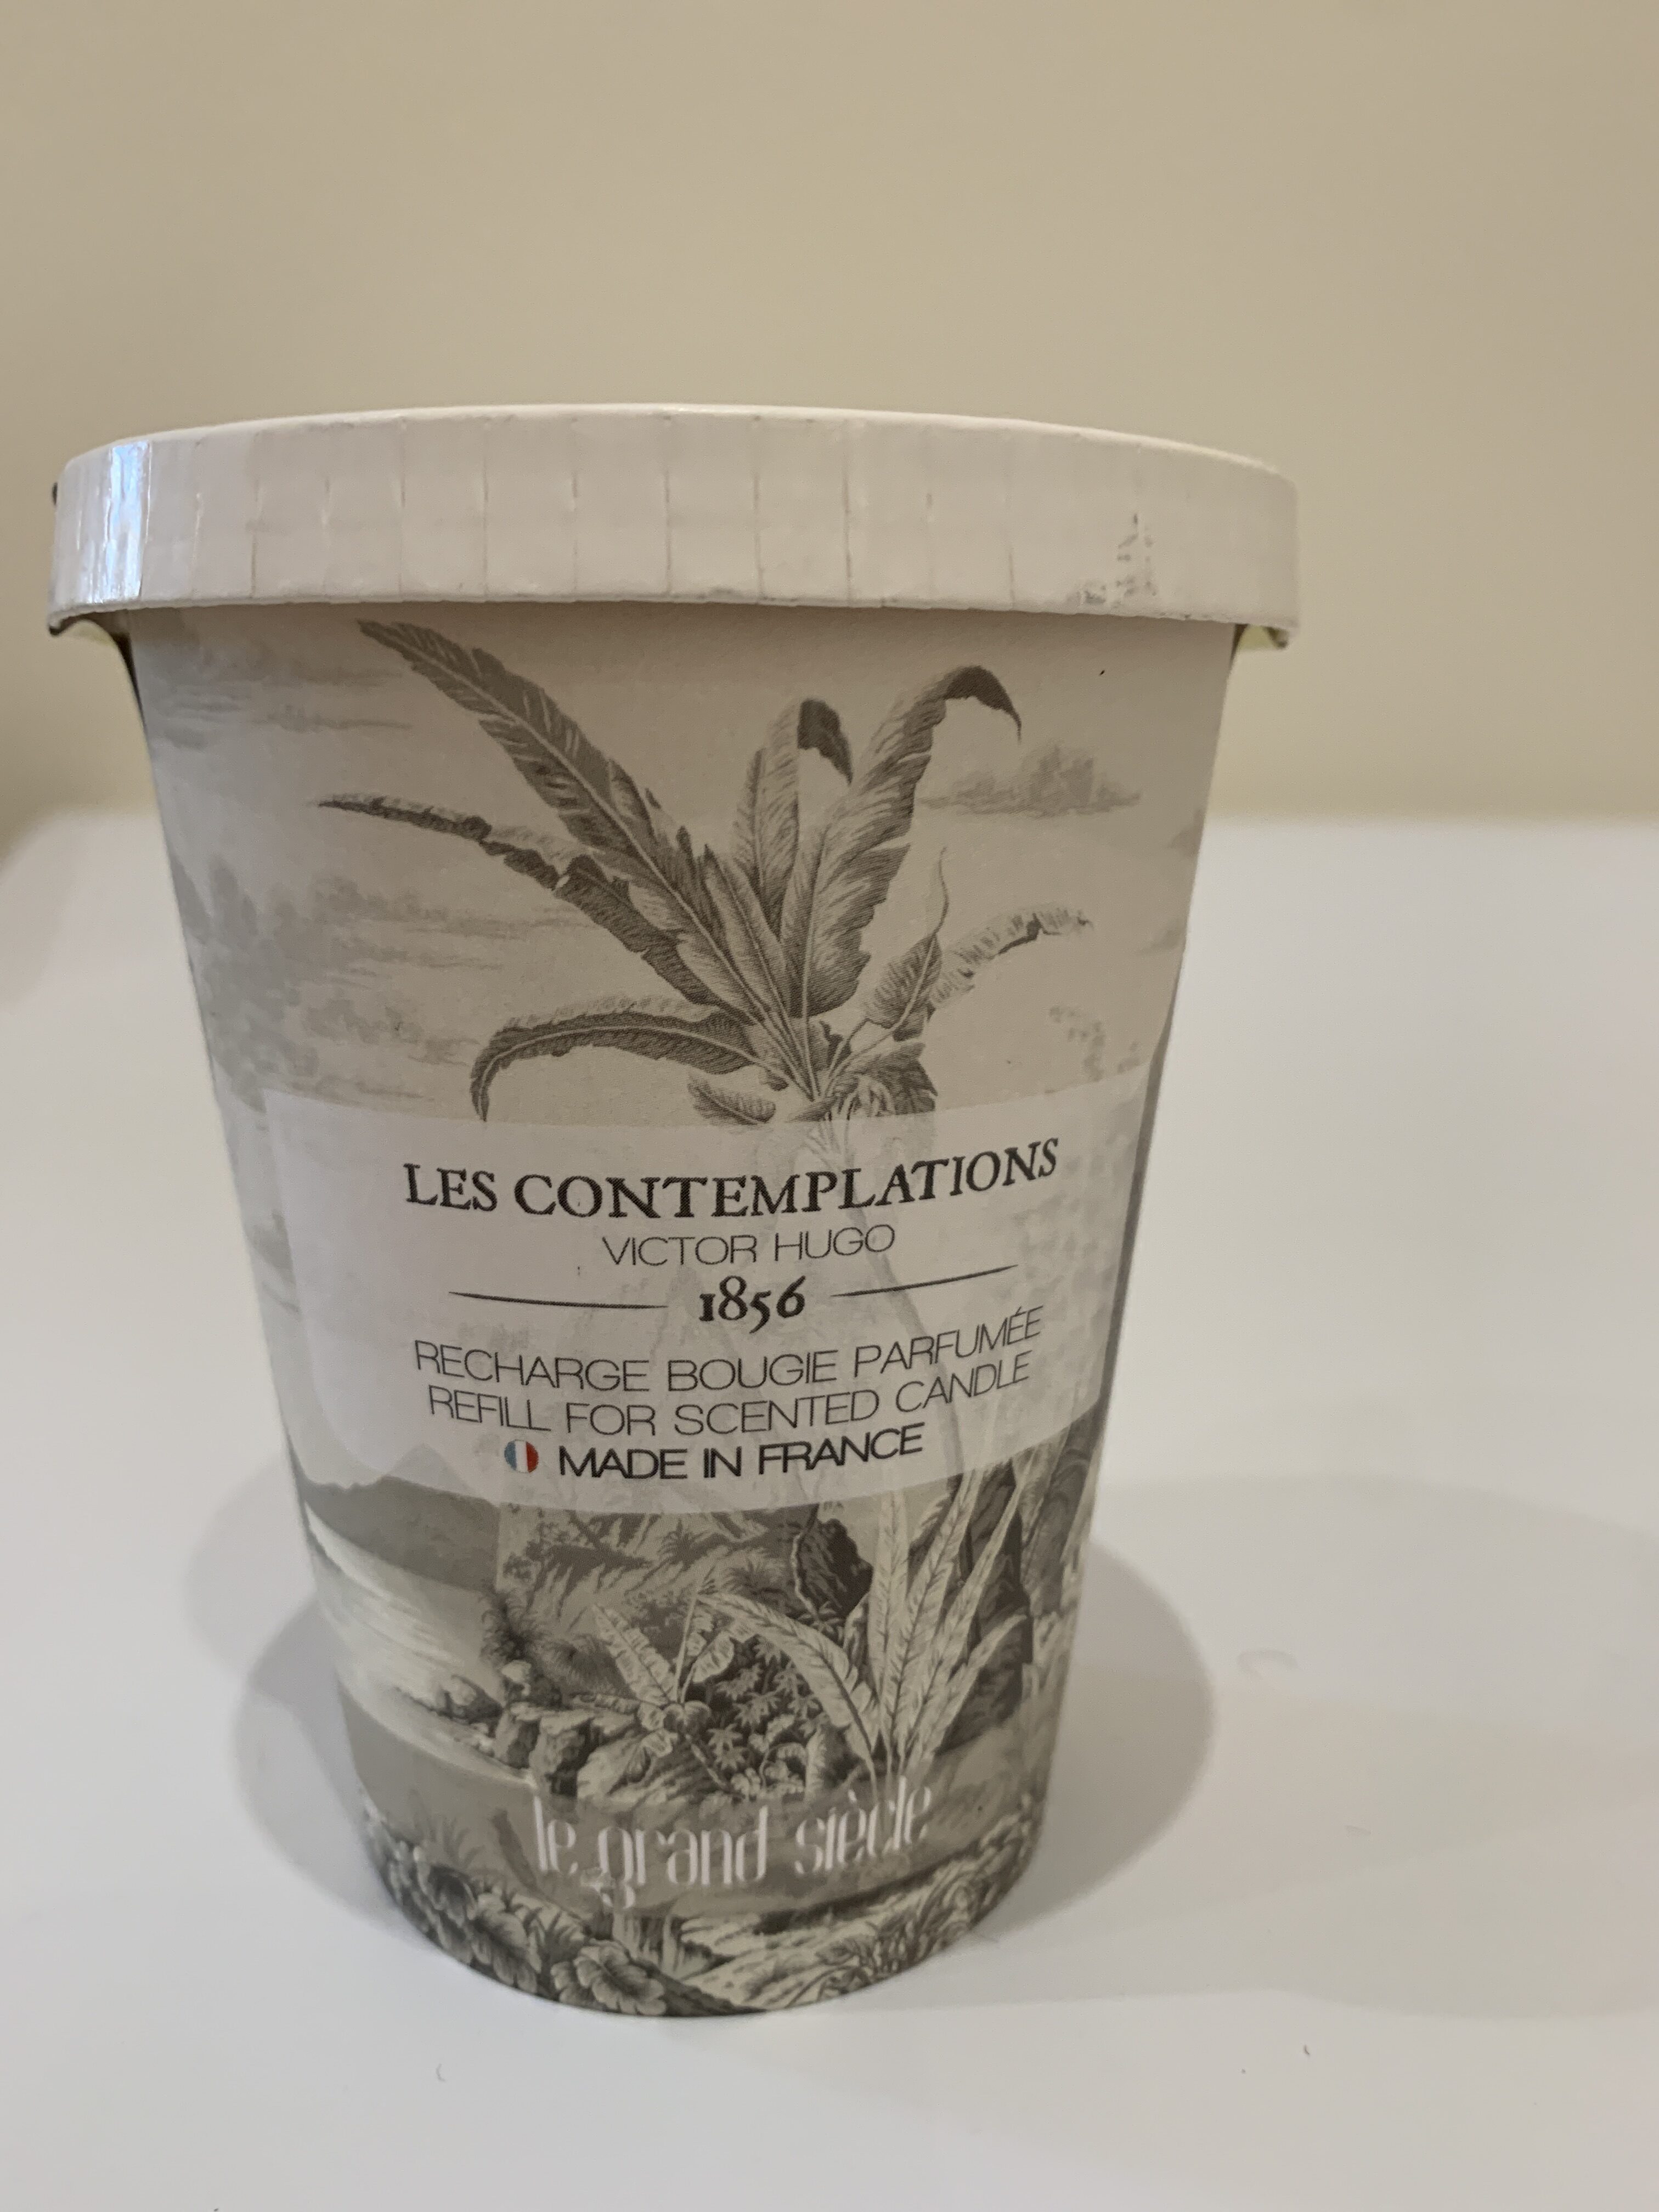 LES CONTEMPLATIONS
VICTOR HUGO
1856
RECHARGE BOUGIE PARFUMÉE
REFILL FOR SCENTED CANDLE
MADE IN FRANCE
le grand siècle